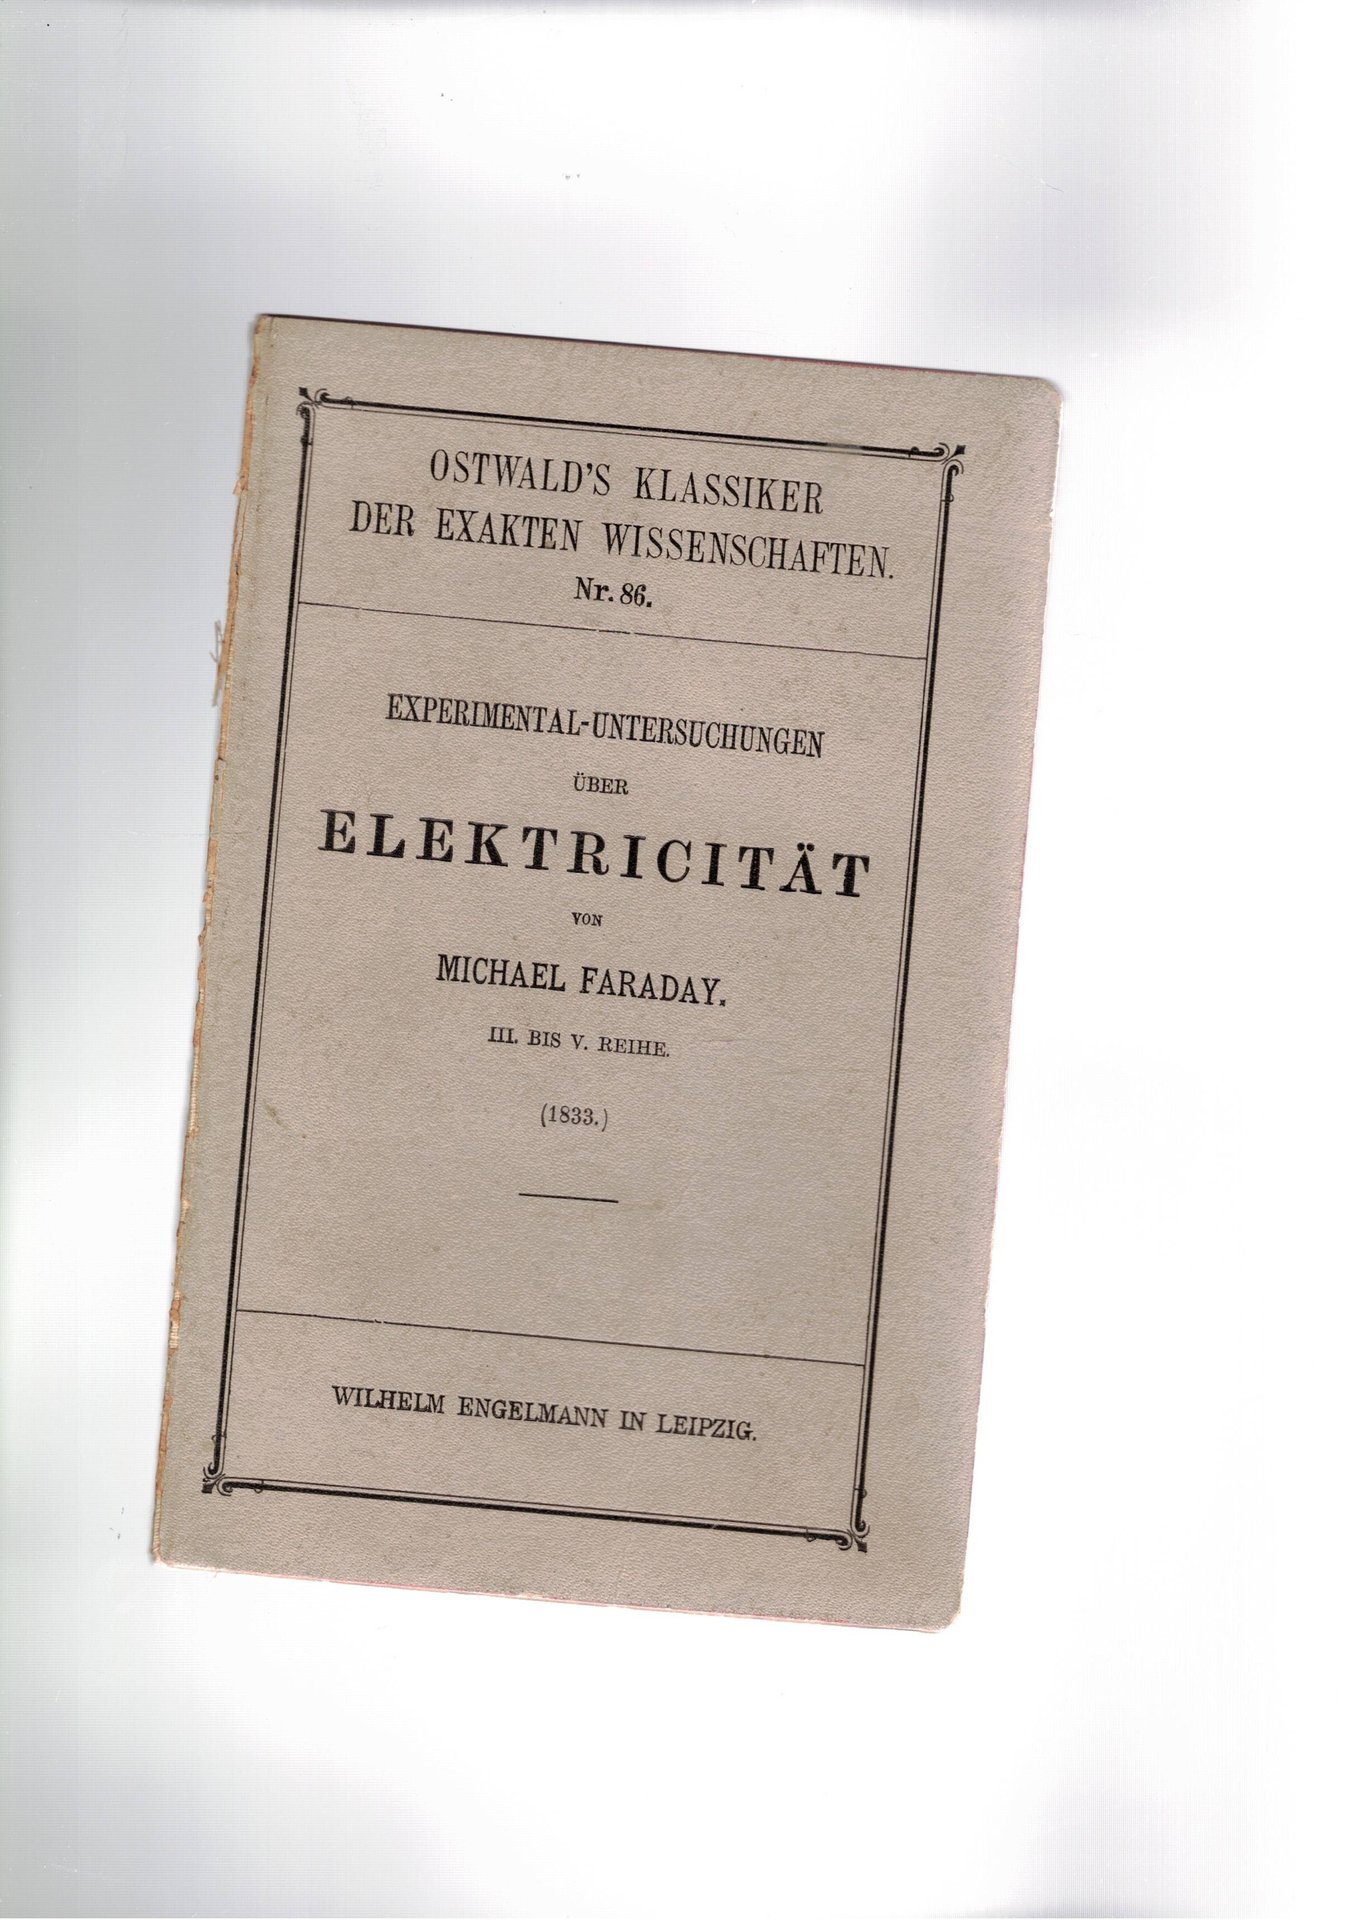 OSTWALD'S KLASSIKER
DER EXAKTEN WISSENSCHAFTEN.
Nr. 86.
EXPERIMENTAL-UNTERSUCHUNGEN
ÜBER
ELEKTRICITÄT
VON
MICHAEL FARADAY.
III. BIS V. REIHE.
(1833.)
WILHELM ENGELMANN IN LEIPZIG.